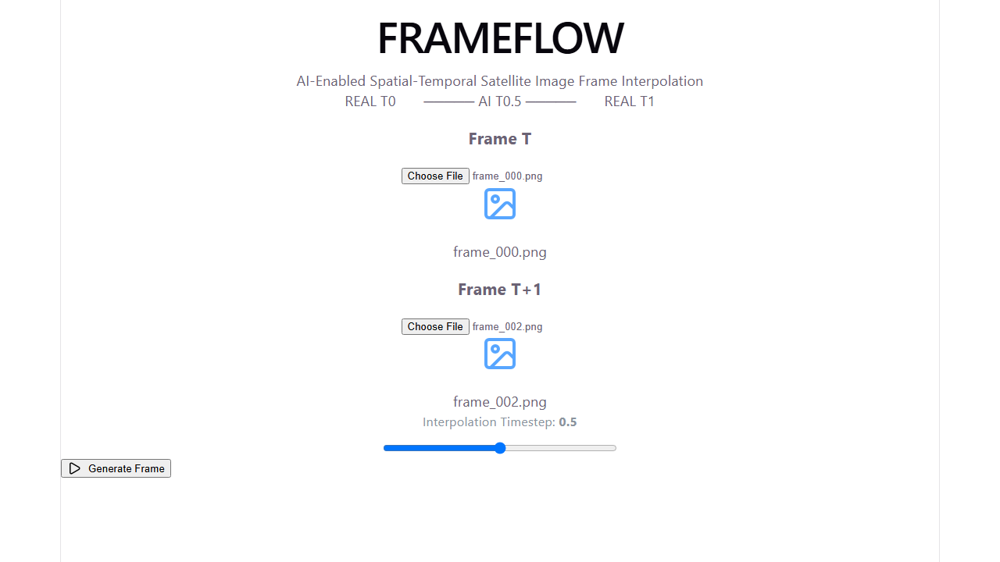 FRAMEFLOW
AI-Enabled Spatial-Temporal Satellite Image Frame Interpolation
REAL T0 ──── AI T0.5 ──── REAL T1
Frame T
Choose File frame_000.png
frame_000.png
Frame T+1
Choose File frame_002.png
frame_002.png
Interpolation Timestep: 0.5
Generate Frame